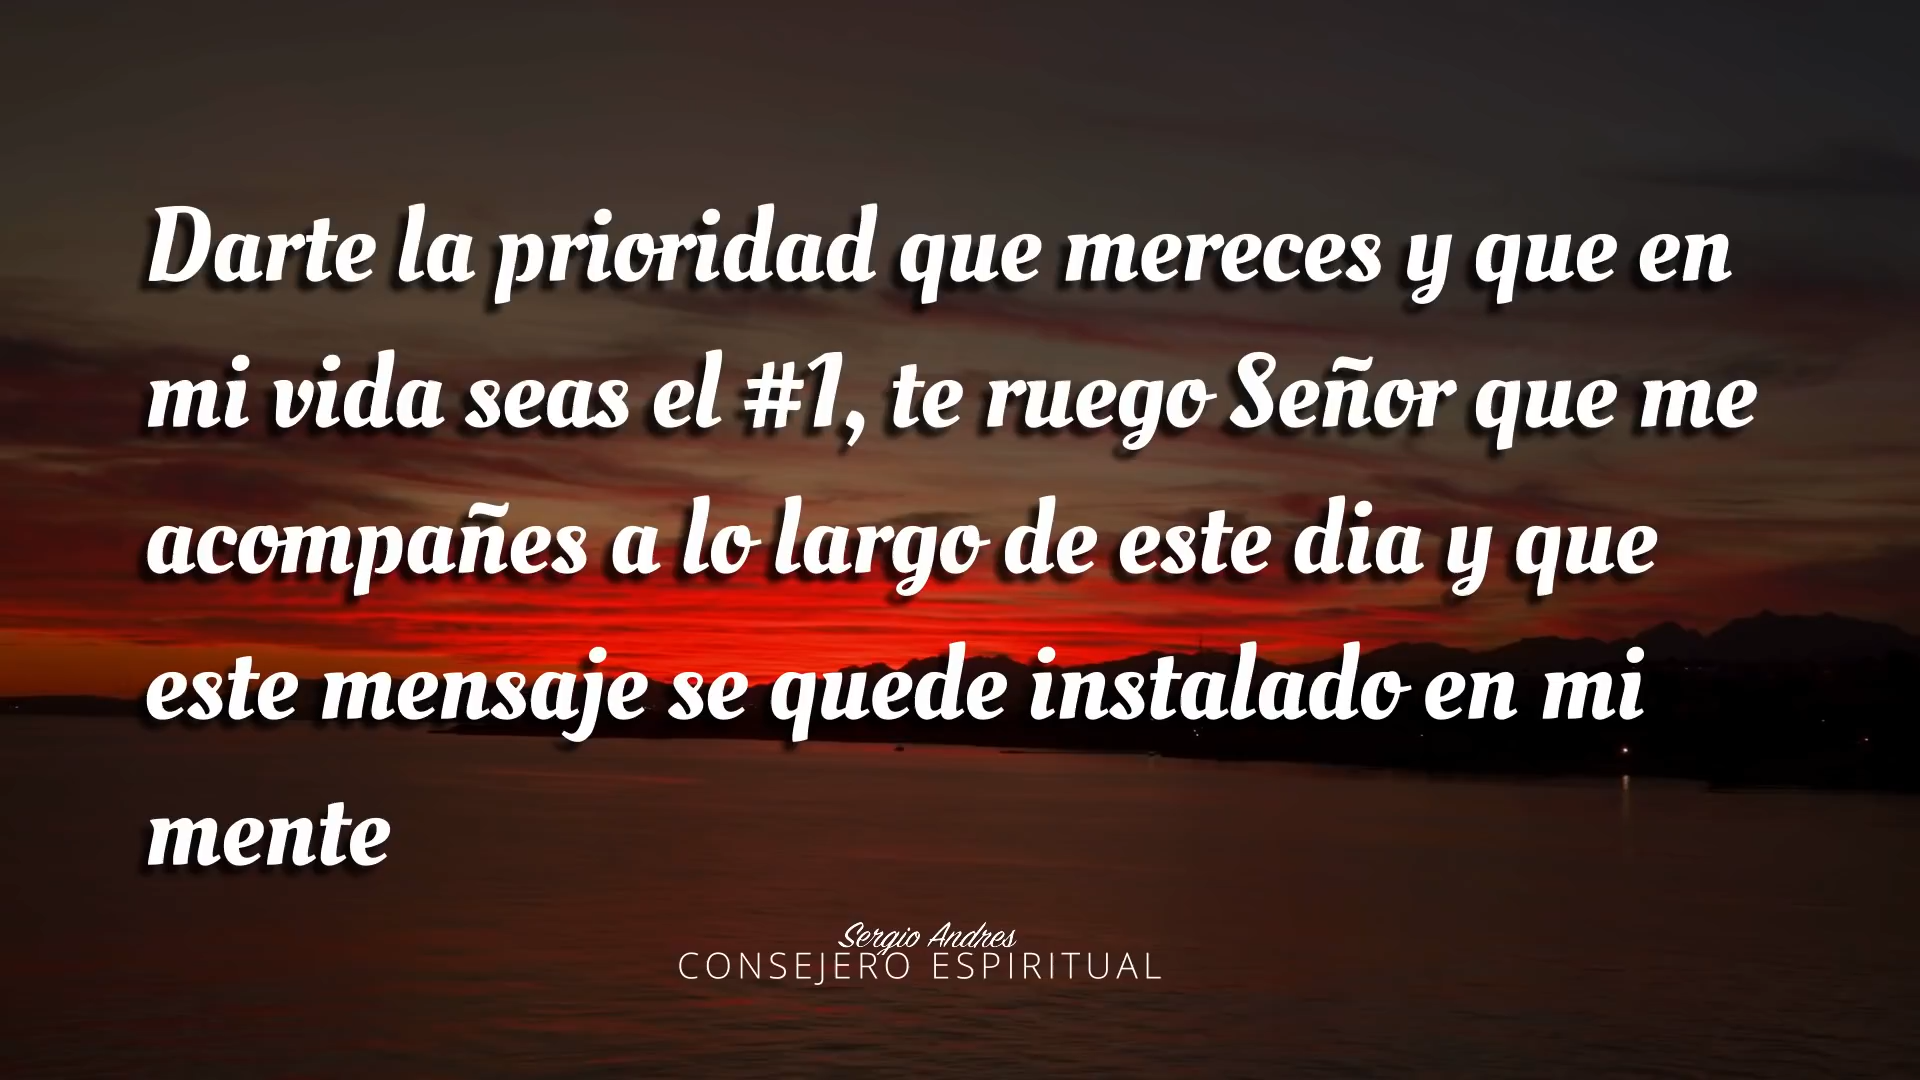 Darte la prioridad que mereces y que en
mi vida seas el #1, te ruego Señor que me
acompañes a lo largo de este dia y que
este mensaje se quede instalado en mi
mente
Sergio Andres
CONSEJERO ESPIRITUAL